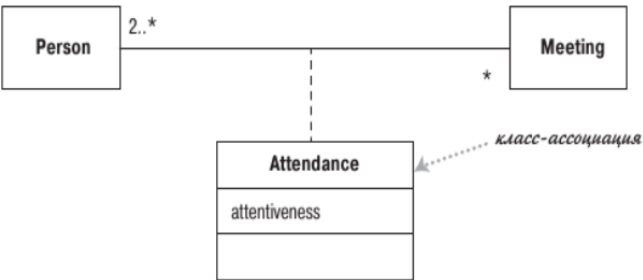 2..*
Person
Meeting
*
класс-ассоциация
Attendance
attentiveness